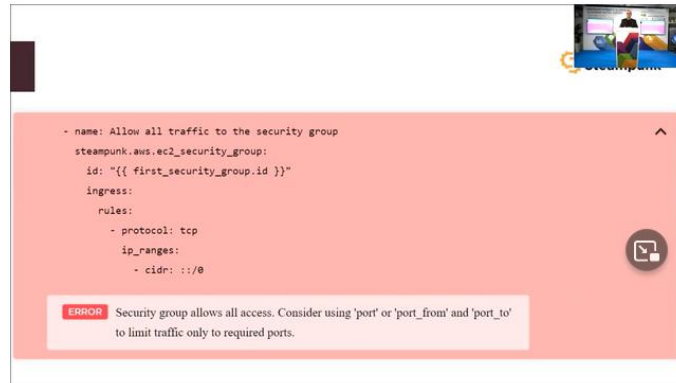 - name: Allow all traffic to the security group
steampunk.aws.ec2_security_group:
id: "{{ first_security_group.id }}"
ingress:
rules:
- protocol: tcp
ip_ranges:
- cidr: ::/0
ERROR Security group allows all access. Consider using 'port' or 'port_from' and 'port_to'
to limit traffic only to required ports.